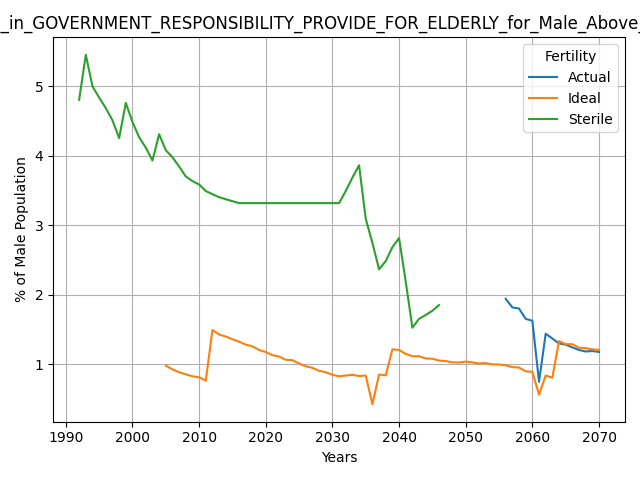 _in_GOVERNMENT_RESPONSIBILITY_PROVIDE_FOR_ELDERLY_for_Male_Above_
Fertility
Actual
Ideal
Sterile
% of Male Population
5
4
3
2
1
1990 2000 2010 2020 2030 2040 2050 2060 2070
Years